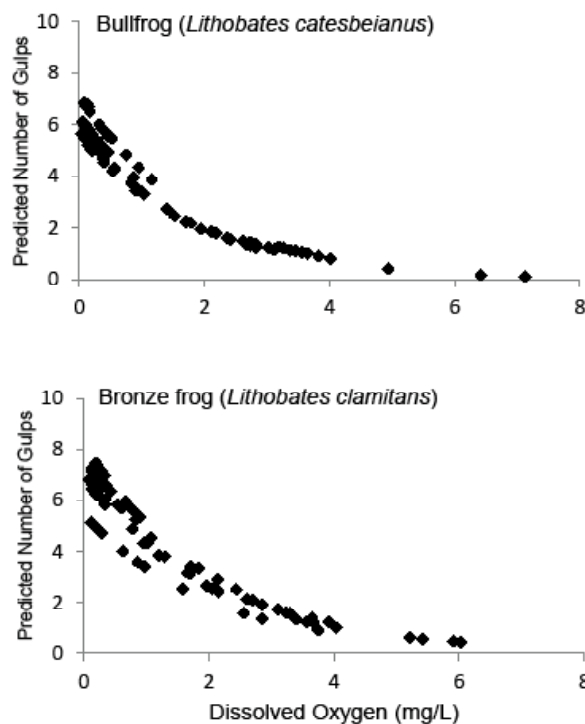 Bullfrog (Lithobates catesbeianus)
Predicted Number of Gulps
10
8
6
4
2
0
0 2 4 6 8
Bronze frog (Lithobates clamitans)
Predicted Number of Gulps
10
8
6
4
2
0
0 2 4 6 8
Dissolved Oxygen (mg/L)